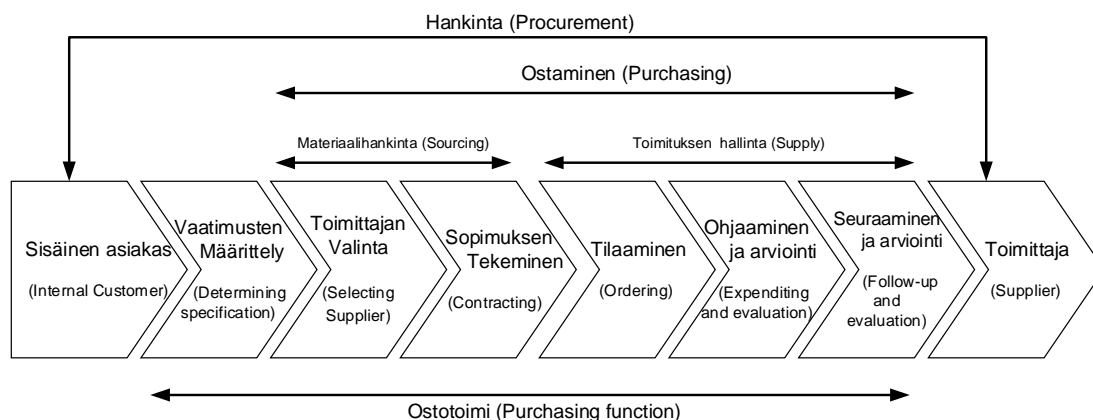 Hankinta (Procurement)
Ostaminen (Purchasing)
Materiaalihankinta (Sourcing)
Toimituksen hallinta (Supply)
Sisäinen asiakas
(Internal Customer)
Vaatimusten
Määrittely
(Determining
specification)
Toimittajan
Valinta
(Selecting
Supplier)
Sopimuksen
Tekeminen
(Contracting)
Tilaaminen
(Ordering)
Ohjaaminen
ja arviointi
(Expenditing
and evaluation)
Seuraaminen
ja arviointi
(Follow-up
and
evaluation)
Toimittaja
(Supplier)
Ostotoimi (Purchasing function)